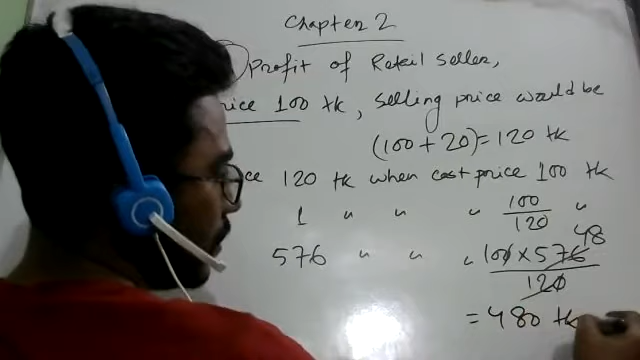 Chapter 2
Profit of Retail seller,
rice 100 tk, selling price would be
(100 + 20) = 120 tk
ce 120 tk when cost price 100 tk
1 " " " 100/120 "
48
576 " " " 100 × 576/120
= 480 tk